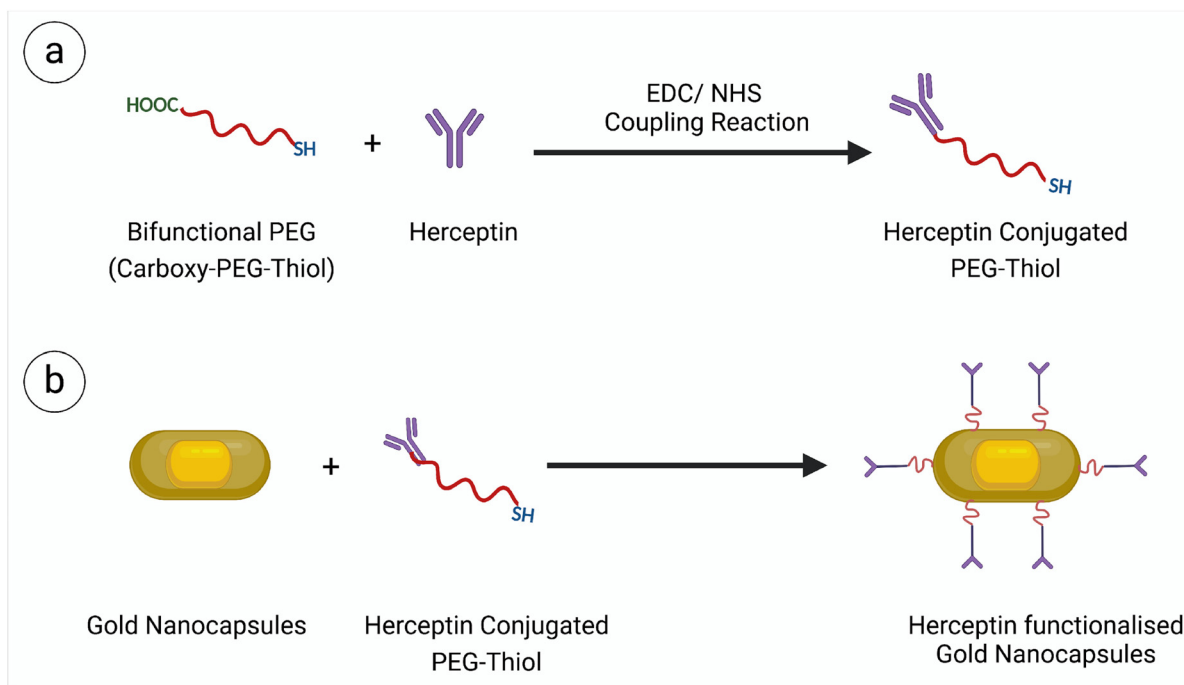 a
HOOC
SH
+
EDC/ NHS
Coupling Reaction
SH
Bifunctional PEG
(Carboxy-PEG-Thiol)
Herceptin
Herceptin Conjugated
PEG-Thiol
b
+
SH
Gold Nanocapsules
Herceptin Conjugated
PEG-Thiol
Herceptin functionalised
Gold Nanocapsules